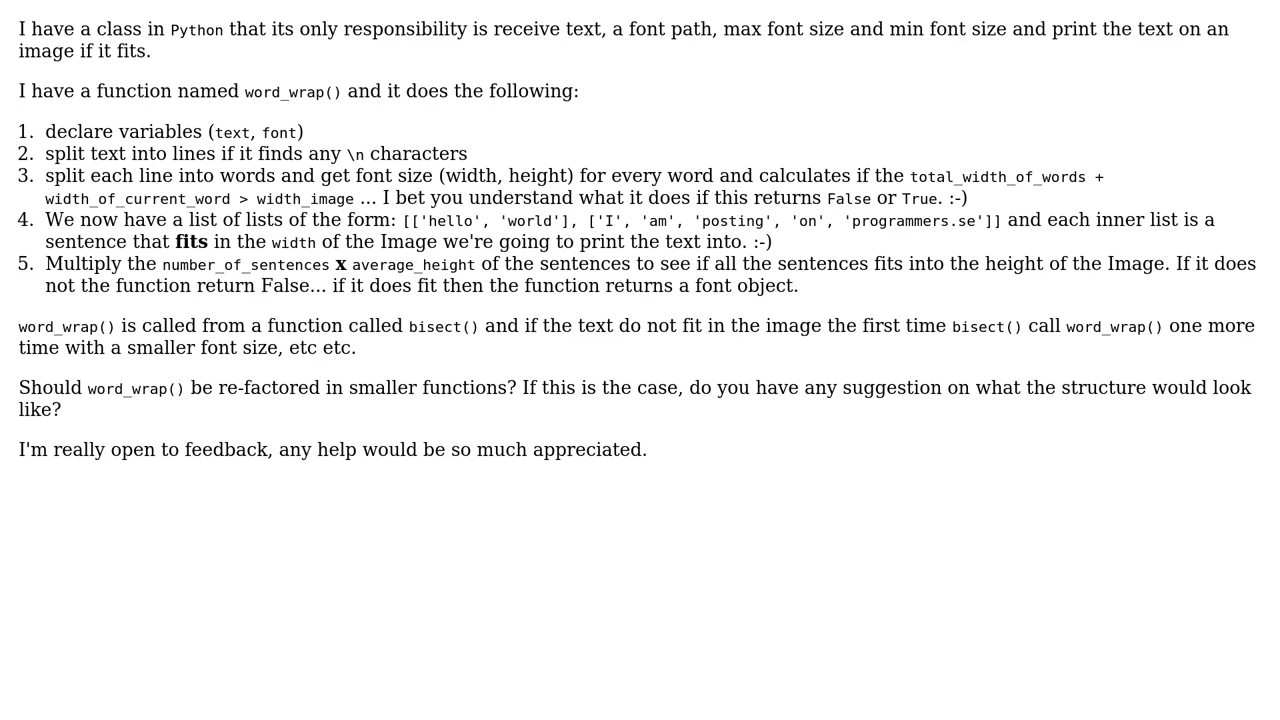 I have a class in Python that its only responsibility is receive text, a font path, max font size and min font size and print the text on an
image if it fits.
I have a function named word_wrap() and it does the following:
1. declare variables (text, font)
2. split text into lines if it finds any \n characters
3. split each line into words and get font size (width, height) for every word and calculates if the total_width_of_words +
width_of_current_word > width_image ... I bet you understand what it does if this returns False or True. :-)
4. We now have a list of lists of the form: [['hello', 'world'], ['I', 'am', 'posting', 'on', 'programmers.se']] and each inner list is a
sentence that fits in the width of the Image we're going to print the text into. :-)
5. Multiply the number_of_sentences x average_height of the sentences to see if all the sentences fits into the height of the Image. If it does
not the function return False... if it does fit then the function returns a font object.
word_wrap() is called from a function called bisect() and if the text do not fit in the image the first time bisect() call word_wrap() one more
time with a smaller font size, etc etc.
Should word_wrap() be re-factored in smaller functions? If this is the case, do you have any suggestion on what the structure would look
like?
I'm really open to feedback, any help would be so much appreciated.